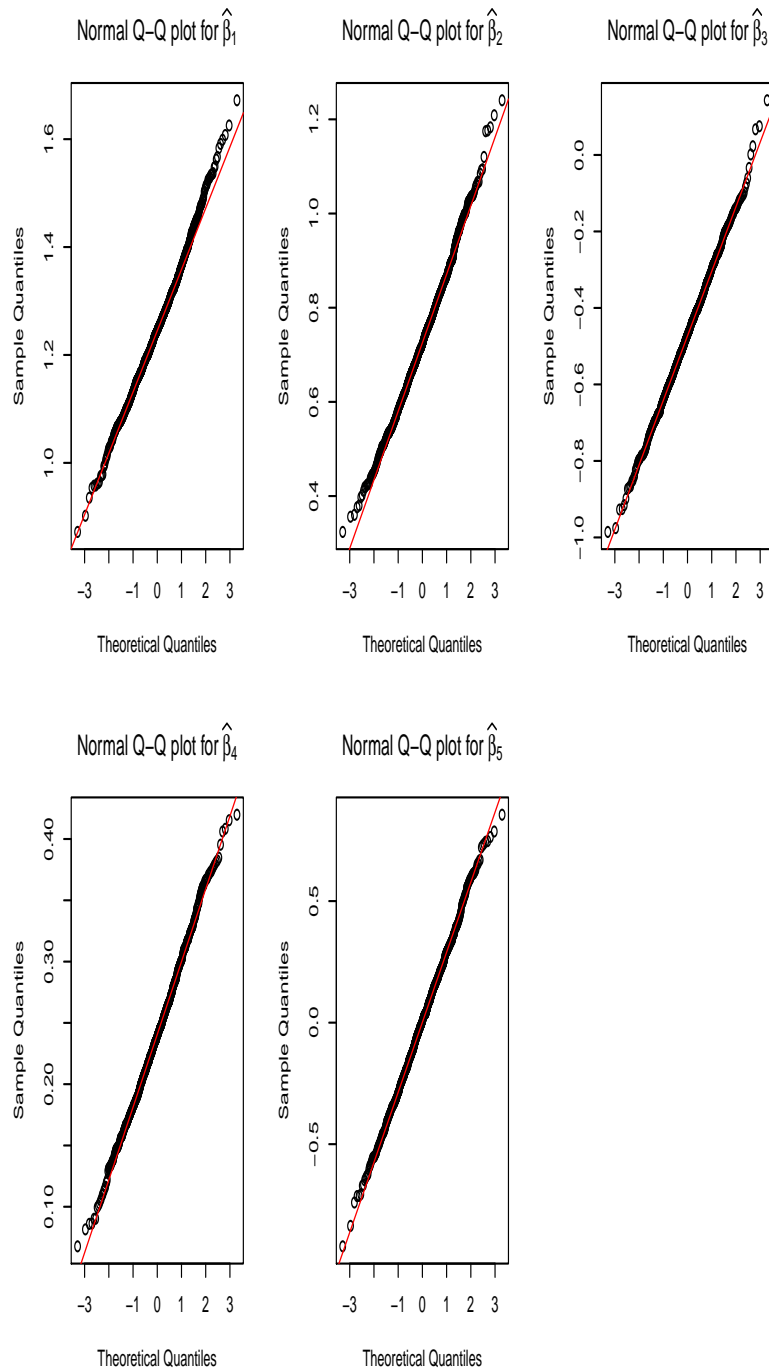 Normal Q−Q plot for β̂₁
Sample Quantiles
1.0 1.2 1.4 1.6
−3 −1 0 1 2 3
Theoretical Quantiles
Normal Q−Q plot for β̂₂
Sample Quantiles
0.4 0.6 0.8 1.0 1.2
−3 −1 0 1 2 3
Theoretical Quantiles
Normal Q−Q plot for β̂₃
Sample Quantiles
−1.0 −0.8 −0.6 −0.4 −0.2 0.0
−3 −1 0 1 2 3
Theoretical Quantiles
Normal Q−Q plot for β̂₄
Sample Quantiles
0.10 0.20 0.30 0.40
−3 −1 0 1 2 3
Theoretical Quantiles
Normal Q−Q plot for β̂₅
Sample Quantiles
−0.5 0.0 0.5
−3 −1 0 1 2 3
Theoretical Quantiles